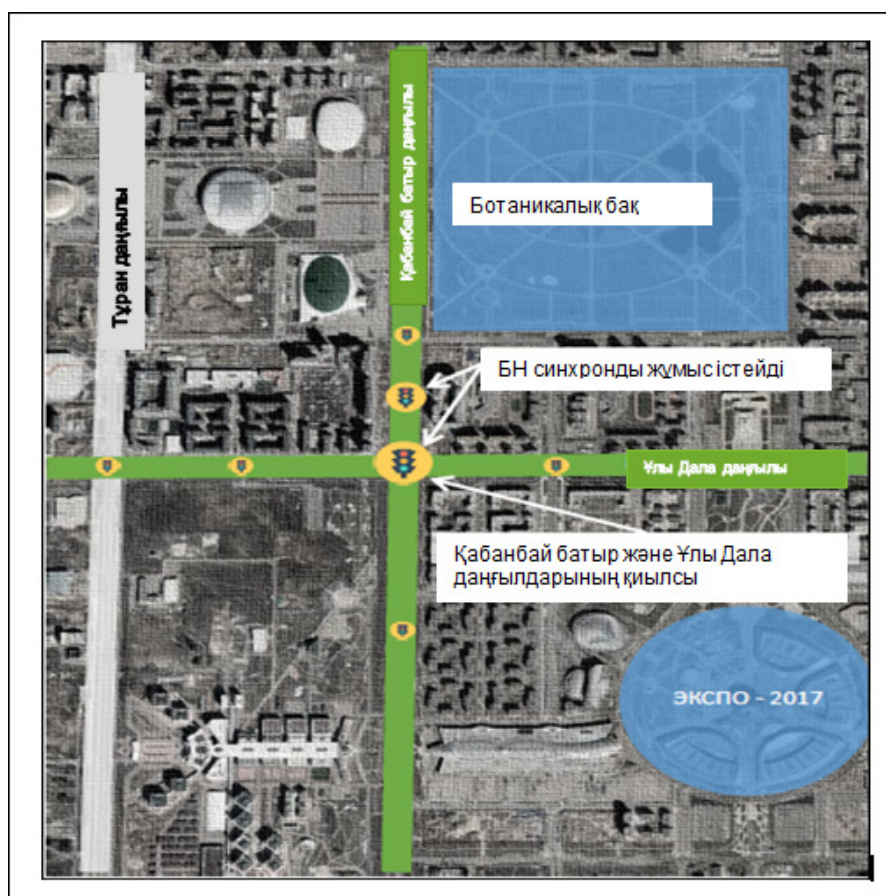 Тұран даңғылы
Қабанбай батыр даңғылы
Ботаникалық бақ
БН синхронды жұмыс істейді
Ұлы Дала даңғылы
Қабанбай батыр және Ұлы Дала
даңғылдарының қиылсы
ЭКСПО - 2017